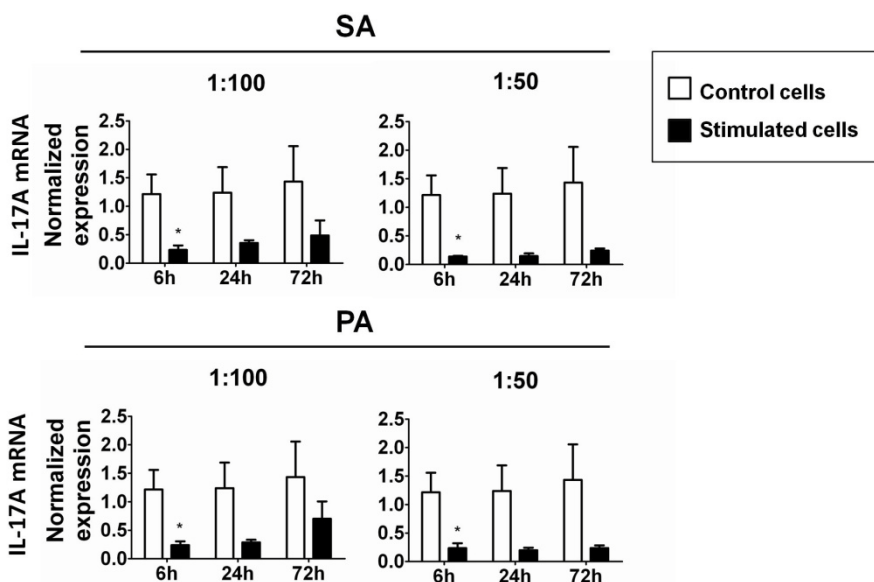 SA
1:100
1:50
Control cells
Stimulated cells
IL-17A mRNA
Normalized
expression
2.5
2.0
1.5
1.0
0.5
0.0
*
6h 24h 72h
2.5
2.0
1.5
1.0
0.5
0.0
*
6h 24h 72h
PA
1:100
1:50
IL-17A mRNA
Normalized
expression
2.5
2.0
1.5
1.0
0.5
0.0
*
6h 24h 72h
2.5
2.0
1.5
1.0
0.5
0.0
*
6h 24h 72h